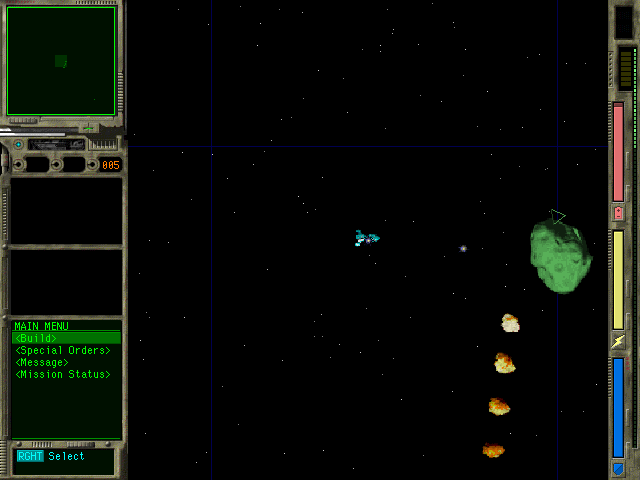 005
MAIN MENU
<Build>
<Special Orders>
<Message>
<Mission Status>
RGHT Select